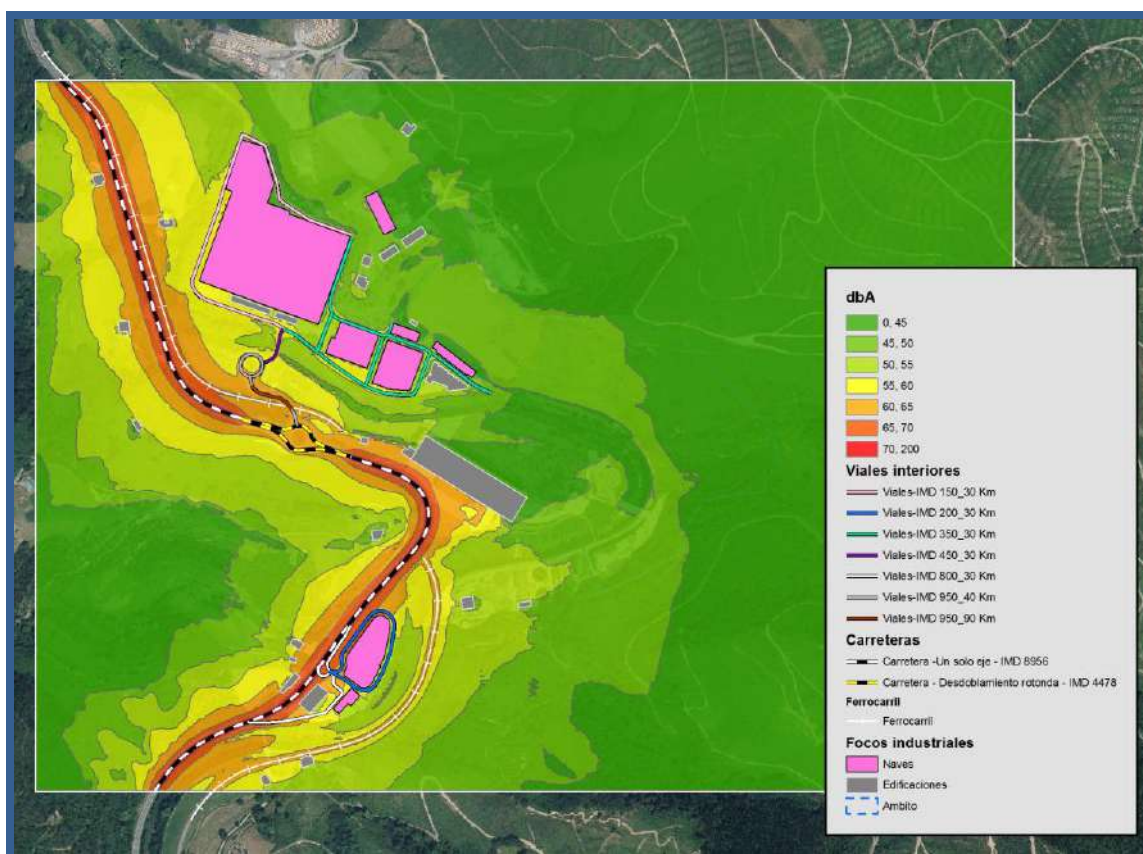 dbA
0, 45
45, 50
50, 55
55, 60
60, 65
65, 70
70, 200
Viales interiores
Viales-IMD 150_30 Km
Viales-IMD 200_30 Km
Viales-IMD 350_30 Km
Viales-IMD 450_30 Km
Viales-IMD 800_30 Km
Viales-IMD 950_40 Km
Viales-IMD 950_90 Km
Carreteras
Carretera -Un solo eje - IMD 8956
Carretera - Desdoblamiento rotonda - IMD 4478
Ferrocarril
Ferrocarril
Focos industriales
Naves
Edificaciones
Ambito